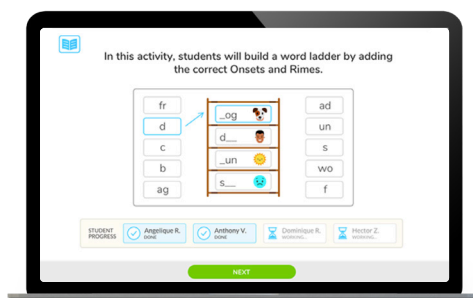 In this activity, students will build a word ladder by adding
the correct Onsets and Rimes.
fr
d
c
b
ag
_og
d__
_un
s__
ad
un
s
wo
f
STUDENT
PROGRESS
Angelique R.
DONE
Anthony V.
DONE
Dominique R.
WORKING...
Hector Z.
WORKING...
NEXT